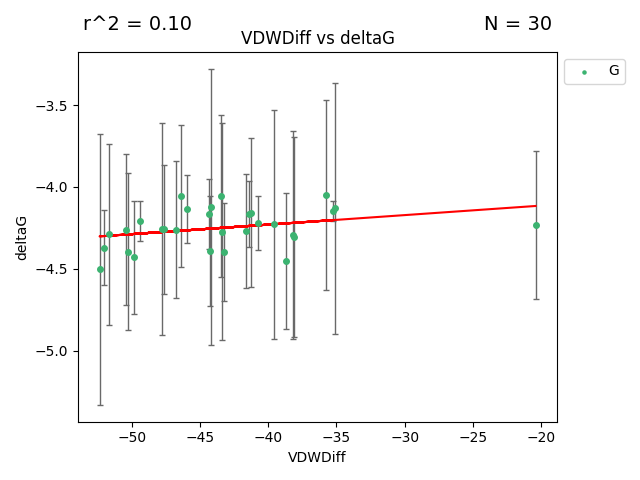 r^2 = 0.10
N = 30
VDWDiff vs deltaG
G
−3.5
−4.0
−4.5
−5.0
deltaG
−50
−45
−40
−35
−30
−25
−20
VDWDiff